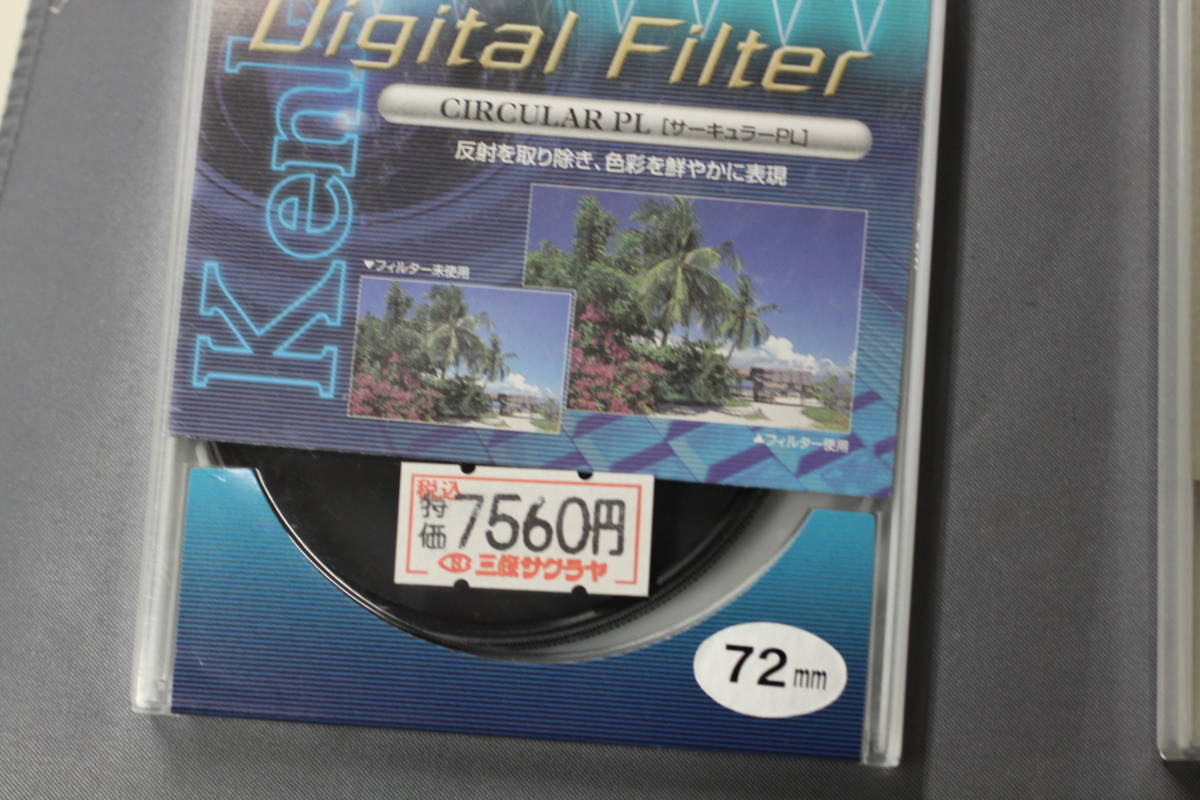 Digital Filter
Ken
CIRCULAR PL [サーキュラーPL]
反射を取り除き、色彩を鮮やかに表現
▼フィルター未使用
▲フィルター使用
税込
特価 7560円
三條サクラヤ
72mm